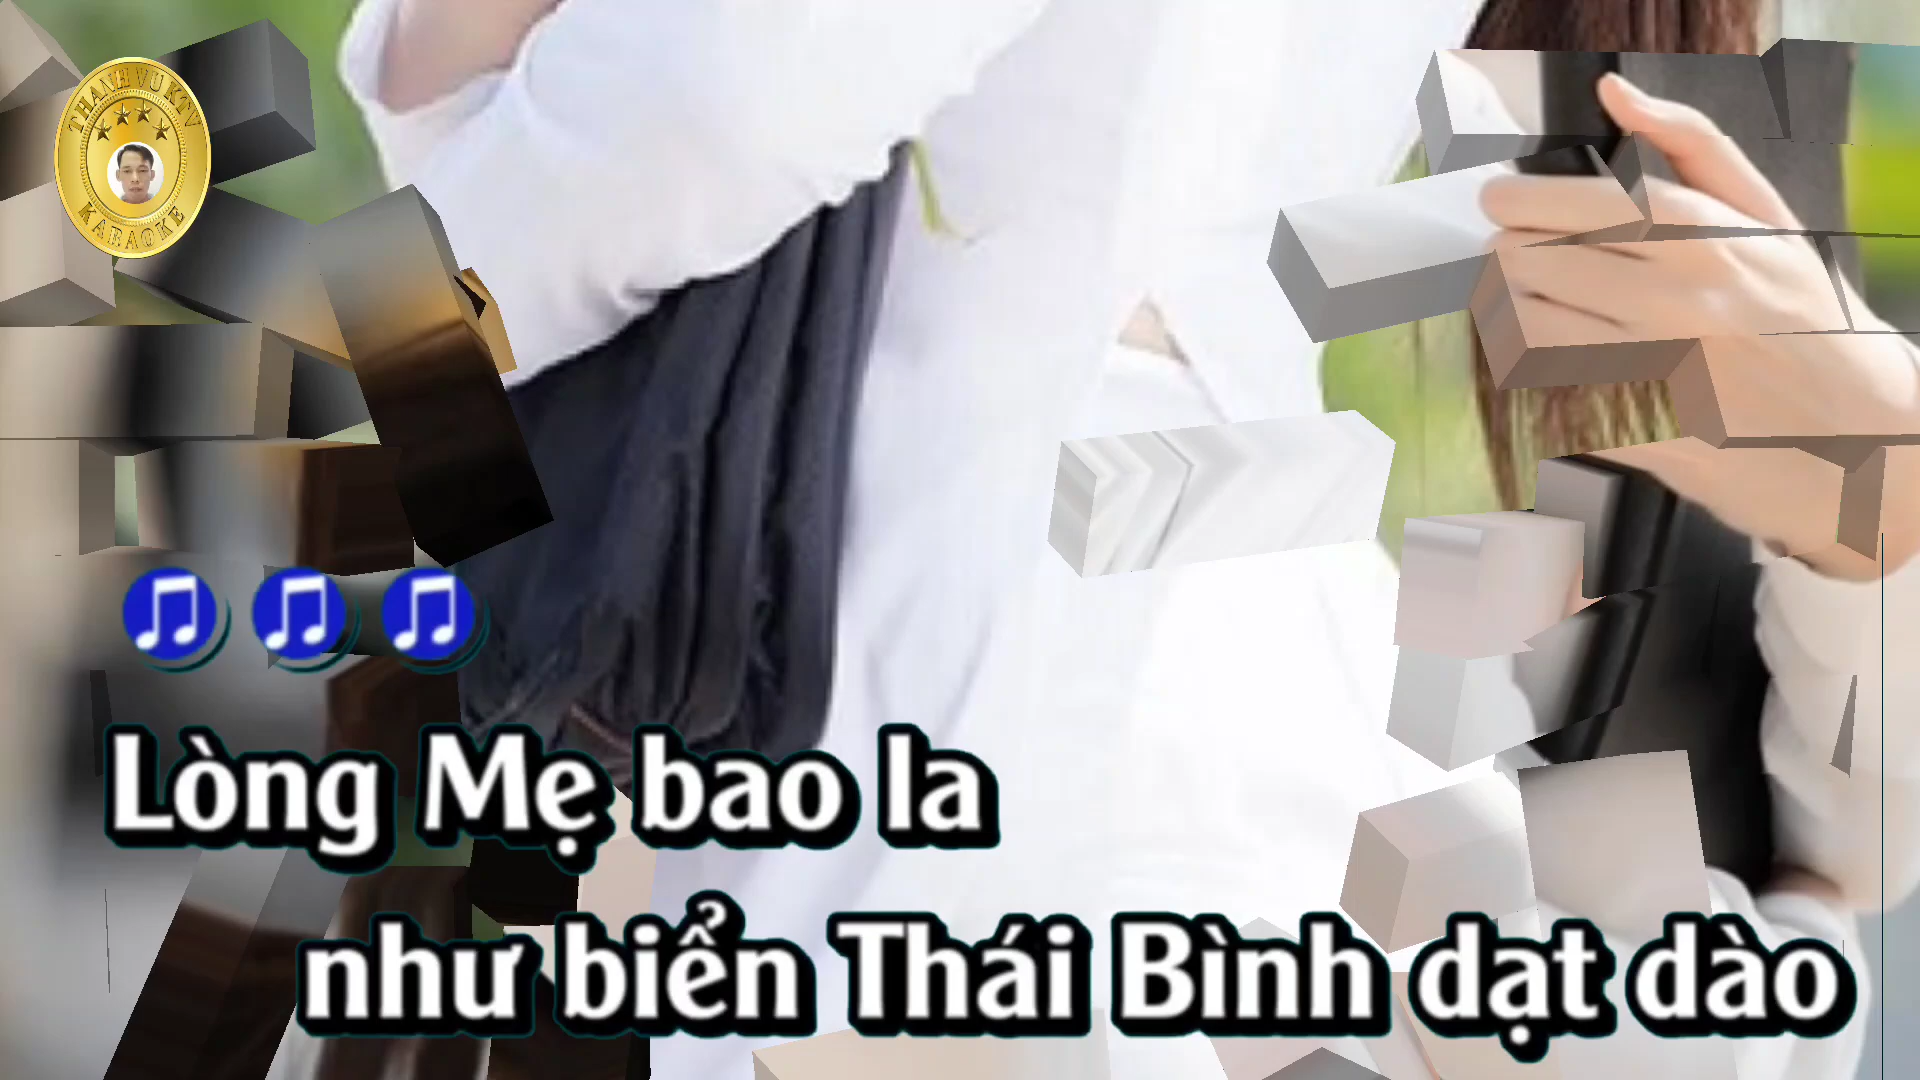 THANH VU KTV
KARAOKE
Lòng Mẹ bao la
như biển Thái Bình dạt dào